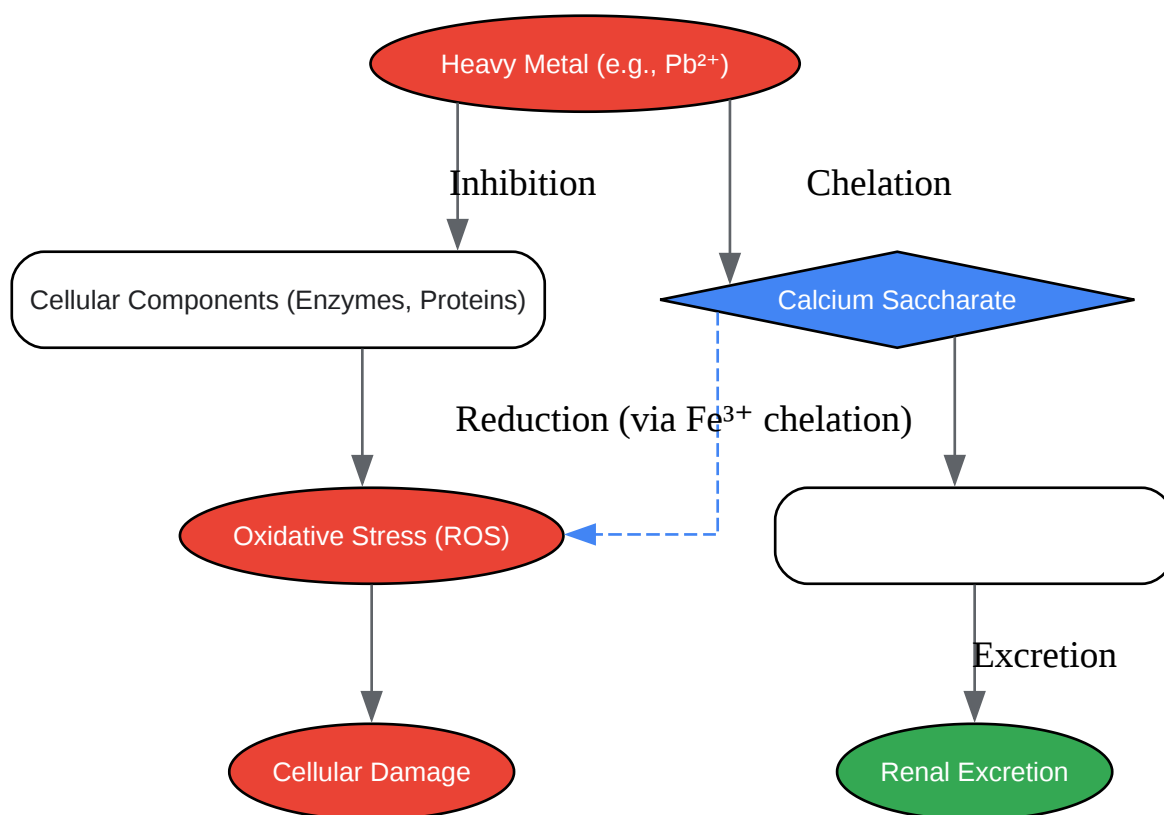 Heavy Metal (e.g., Pb²⁺)
Inhibition
Chelation
Cellular Components (Enzymes, Proteins)
Calcium Saccharate
Reduction (via Fe³⁺ chelation)
Oxidative Stress (ROS)
Excretion
Cellular Damage
Renal Excretion